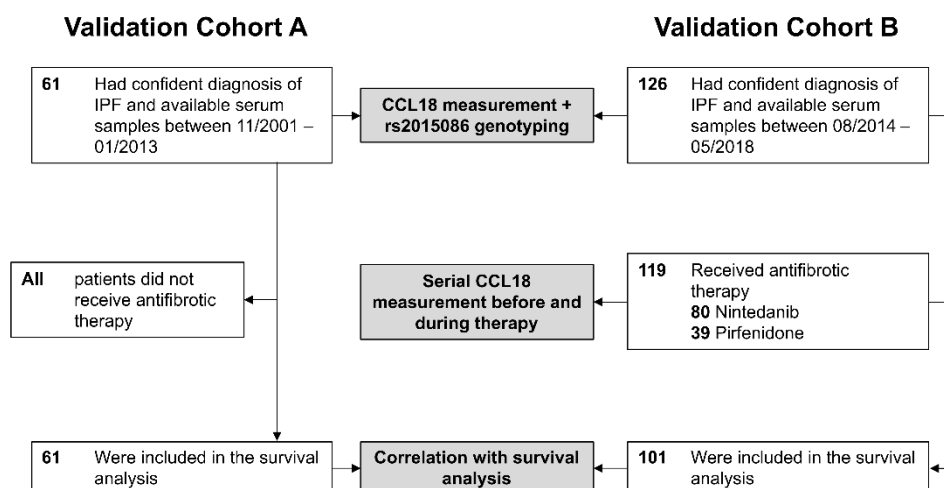 Validation Cohort A
Validation Cohort B
61 Had confident diagnosis of
IPF and available serum
samples between 11/2001 –
01/2013
CCL18 measurement +
rs2015086 genotyping
126 Had confident diagnosis of
IPF and available serum
samples between 08/2014 –
05/2018
All patients did not
receive antifibrotic
therapy
Serial CCL18
measurement before and
during therapy
119 Received antifibrotic
therapy
80 Nintedanib
39 Pirfenidone
61 Were included in the survival
analysis
Correlation with survival
analysis
101 Were included in the survival
analysis